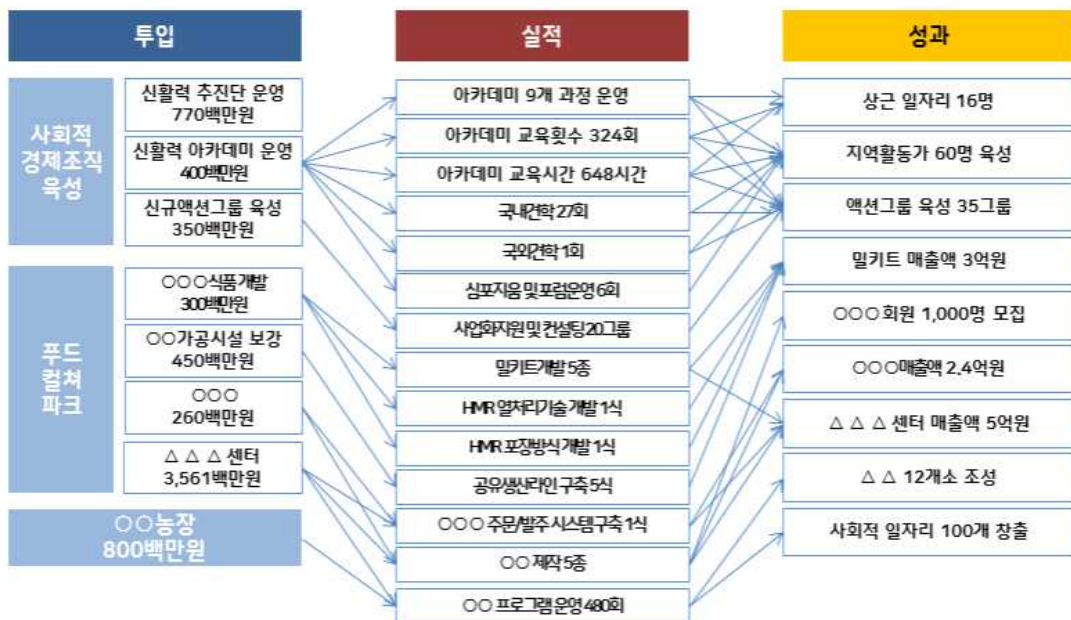 투입
사회적
경제조직
육성
신활력 추진단 운영
770백만원
신활력 아카데미 운영
400백만원
신규액션그룹 육성
350백만원
푸드
컬쳐
파크
○○○식품개발
300백만원
○○가공시설 보강
450백만원
○○○
260백만원
△ △ △ 센터
3,561백만원
○○농장
800백만원
실적
아카데미 9개 과정 운영
아카데미 교육횟수 324회
아카데미 교육시간 648시간
국내견학 27회
국외견학 1회
심포지움 및 포럼운영 6회
사업화지원 및 컨설팅 20그룹
밀키트개발 5종
HMR 열처리기술 개발 1식
HMR 포장방식 개발 1식
공유생산라인 구축 5식
○○○ 주문/발주 시스템구축 1식
○○ 제작 5종
○○ 프로그램 운영 480회
성과
상근 일자리 16명
지역활동가 60명 육성
액션그룹 육성 35그룹
밀키트 매출액 3억원
○○○회원 1,000명 모집
○○○매출액 2.4억원
△ △ △ 센터 매출액 5억원
△ △ 12개소 조성
사회적 일자리 100개 창출